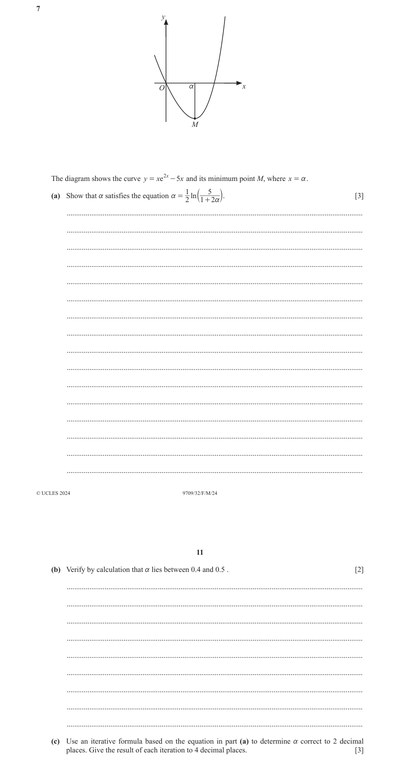 7
y
O
α
x
M
The diagram shows the curve y = xe^{2x} − 5x and its minimum point M, where x = α.
(a) Show that α satisfies the equation α = \frac{1}{2} ln(\frac{5}{1 + 2α}). [3]
© UCLES 2024 9709/32/F/M/24
11
(b) Verify by calculation that α lies between 0.4 and 0.5 . [2]
(c) Use an iterative formula based on the equation in part (a) to determine α correct to 2 decimal
places. Give the result of each iteration to 4 decimal places. [3]